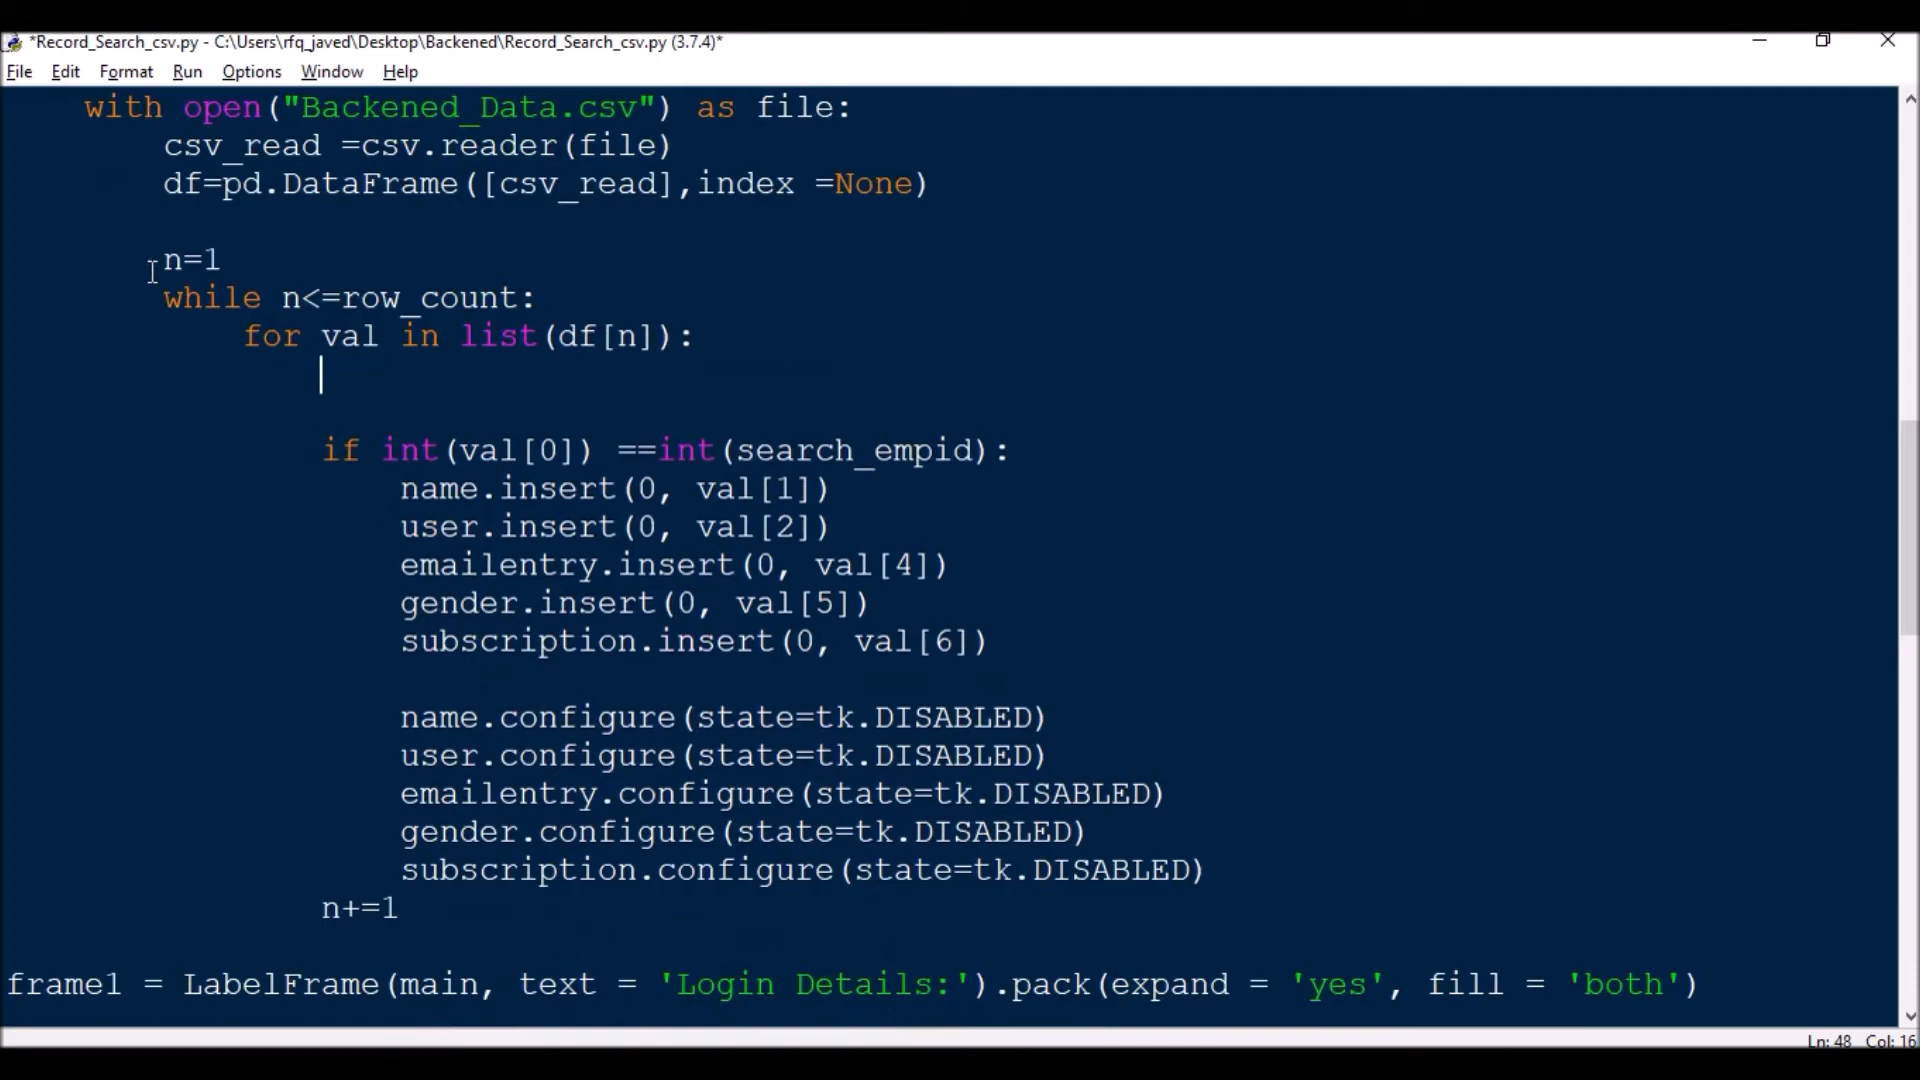 *Record_Search_csv.py - C:\Users\rfq_javed\Desktop\Backened\Record_Search_csv.py (3.7.4)*
File Edit Format Run Options Window Help
with open("Backened_Data.csv") as file:
csv_read =csv.reader(file)
df=pd.DataFrame([csv_read],index =None)
n=1
while n<=row_count:
for val in list(df[n]):
if int(val[0]) ==int(search_empid):
name.insert(0, val[1])
user.insert(0, val[2])
emailentry.insert(0, val[4])
gender.insert(0, val[5])
subscription.insert(0, val[6])
name.configure(state=tk.DISABLED)
user.configure(state=tk.DISABLED)
emailentry.configure(state=tk.DISABLED)
gender.configure(state=tk.DISABLED)
subscription.configure(state=tk.DISABLED)
n+=1
frame1 = LabelFrame(main, text = 'Login Details:').pack(expand = 'yes', fill = 'both')
Ln: 48 Col: 16